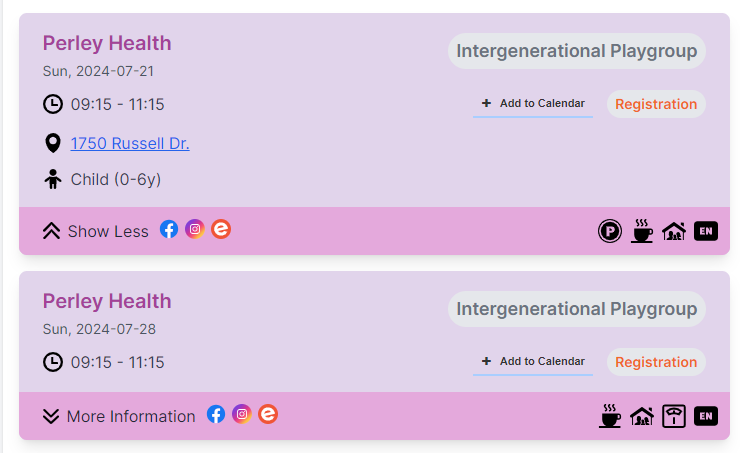 Perley Health
Intergenerational Playgroup
Sun, 2024-07-21
09:15 - 11:15
+ Add to Calendar
Registration
1750 Russell Dr.
Child (0-6y)
Show Less
P
EN
Perley Health
Intergenerational Playgroup
Sun, 2024-07-28
09:15 - 11:15
+ Add to Calendar
Registration
More Information
EN